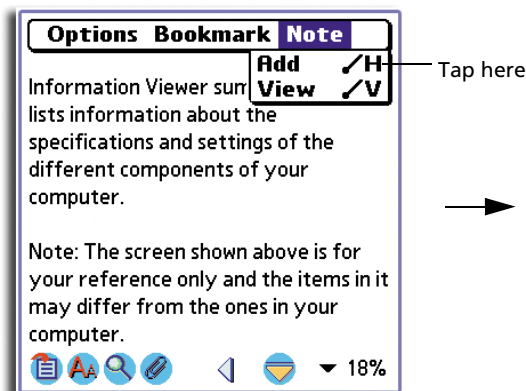 Options Bookmark Note
Add ✓H
View ✓V
Tap here
Information Viewer sum
lists information about the
specifications and settings of the
different components of your
computer.
Note: The screen shown above is for
your reference only and the items in it
may differ from the ones in your
computer.
AA
18%